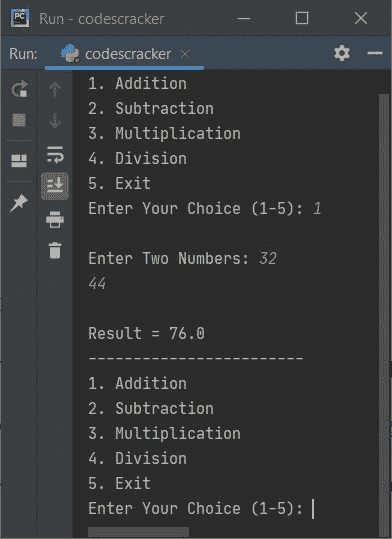 PC
Run - codescracker
Run: codescracker
1. Addition
2. Subtraction
3. Multiplication
4. Division
5. Exit
Enter Your Choice (1-5): 1
Enter Two Numbers: 32
44
Result = 76.0
------------------------
1. Addition
2. Subtraction
3. Multiplication
4. Division
5. Exit
Enter Your Choice (1-5):